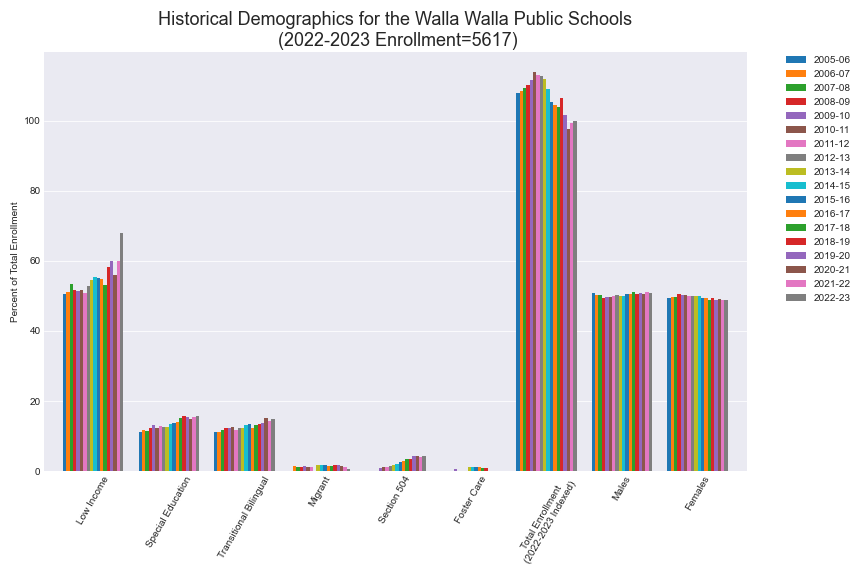 Historical Demographics for the Walla Walla Public Schools
(2022-2023 Enrollment=5617)
Percent of Total Enrollment
100
80
60
40
20
0
Low Income
Special Education
Transitional Bilingual
Migrant
Section 504
Foster Care
Total Enrollment
(2022-2023 Indexed)
Males
Females
2005-06
2006-07
2007-08
2008-09
2009-10
2010-11
2011-12
2012-13
2013-14
2014-15
2015-16
2016-17
2017-18
2018-19
2019-20
2020-21
2021-22
2022-23